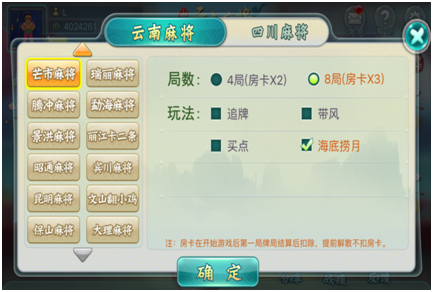 4024261
云南麻将
四川麻将
芒市麻将 瑞丽麻将
腾冲麻将 勐海麻将
景洪麻将 丽江卡二条
昭通麻将 宾川麻将
昆明麻将 文山翻小鸡
保山麻将 大理麻将
局数： 4局(房卡X2) 8局(房卡X3)
玩法： 追牌 带风
买点 海底捞月
注：房卡在开始游戏后第一局牌局结算后扣除，提前解散不扣房卡。
确定